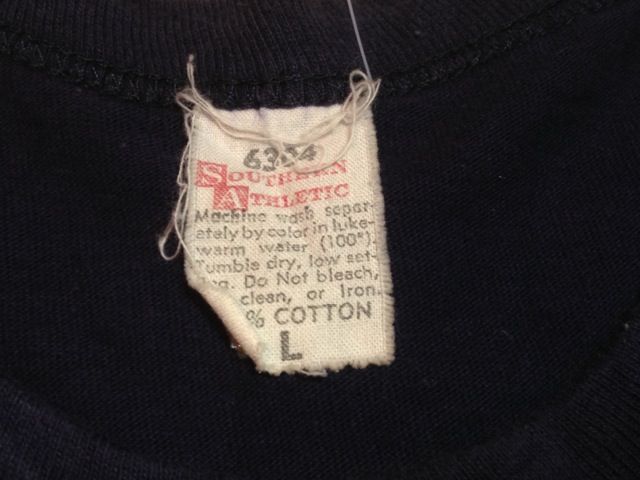 SOUTHERN
ATHLETIC
Machine wash separ-
ately by color in luke-
warm water (100°).
Tumble dry, low set-
Do Not bleach,
clean, or Iron.
% COTTON
L